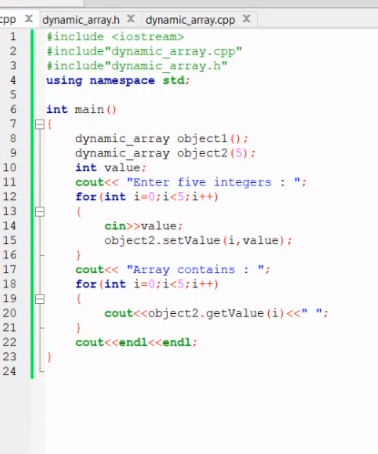 cpp X dynamic_array.h X dynamic_array.cpp X
1 #include <iostream>
2 #include"dynamic_array.cpp"
3 #include"dynamic_array.h"
4 using namespace std;
5
6 int main()
7 {
8 dynamic_array object1();
9 dynamic_array object2(5);
10 int value;
11 cout<< "Enter five integers : ";
12 for(int i=0;i<5;i++)
13 {
14 cin>>value;
15 object2.setValue(i,value);
16 }
17 cout<< "Array contains : ";
18 for(int i=0;i<5;i++)
19 {
20 cout<<object2.getValue(i)<<" ";
21 }
22 cout<<endl<<endl;
23 }
24